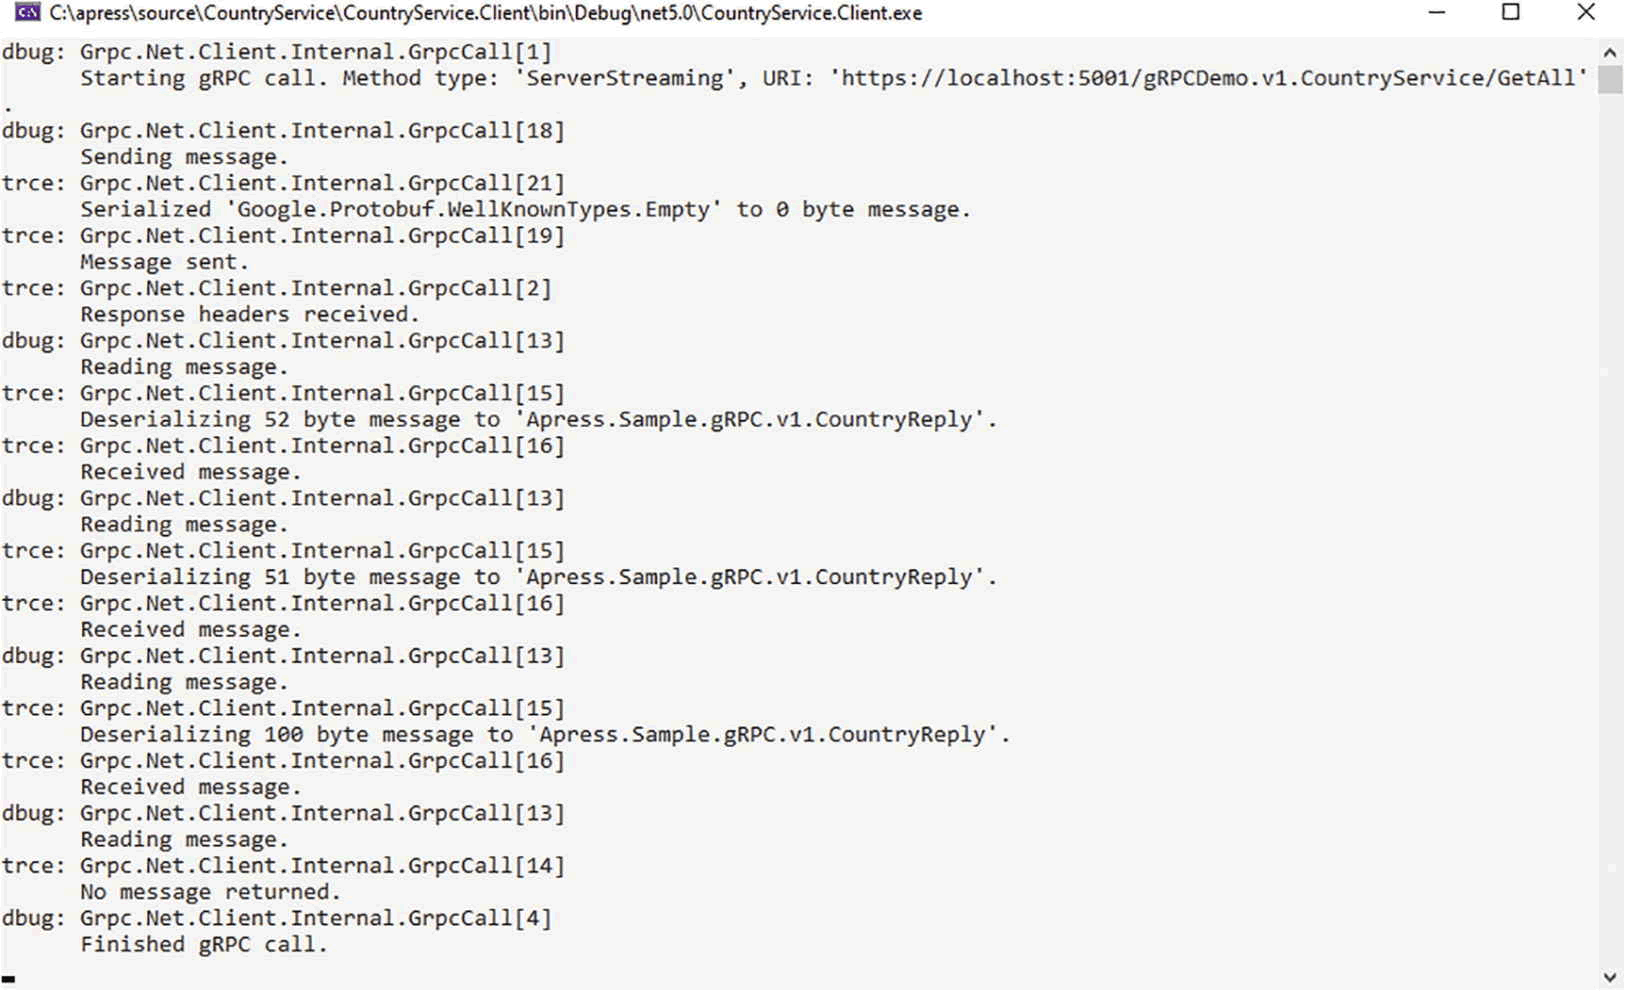 C:\apress\source\CountryService\CountryService.Client\bin\Debug\net5.0\CountryService.Client.exe
dbug: Grpc.Net.Client.Internal.GrpcCall[1]
      Starting gRPC call. Method type: 'ServerStreaming', URI: 'https://localhost:5001/gRPCDemo.v1.CountryService/GetAll'
.
dbug: Grpc.Net.Client.Internal.GrpcCall[18]
      Sending message.
trce: Grpc.Net.Client.Internal.GrpcCall[21]
      Serialized 'Google.Protobuf.WellKnownTypes.Empty' to 0 byte message.
trce: Grpc.Net.Client.Internal.GrpcCall[19]
      Message sent.
trce: Grpc.Net.Client.Internal.GrpcCall[2]
      Response headers received.
dbug: Grpc.Net.Client.Internal.GrpcCall[13]
      Reading message.
trce: Grpc.Net.Client.Internal.GrpcCall[15]
      Deserializing 52 byte message to 'Apress.Sample.gRPC.v1.CountryReply'.
trce: Grpc.Net.Client.Internal.GrpcCall[16]
      Received message.
dbug: Grpc.Net.Client.Internal.GrpcCall[13]
      Reading message.
trce: Grpc.Net.Client.Internal.GrpcCall[15]
      Deserializing 51 byte message to 'Apress.Sample.gRPC.v1.CountryReply'.
trce: Grpc.Net.Client.Internal.GrpcCall[16]
      Received message.
dbug: Grpc.Net.Client.Internal.GrpcCall[13]
      Reading message.
trce: Grpc.Net.Client.Internal.GrpcCall[15]
      Deserializing 100 byte message to 'Apress.Sample.gRPC.v1.CountryReply'.
trce: Grpc.Net.Client.Internal.GrpcCall[16]
      Received message.
dbug: Grpc.Net.Client.Internal.GrpcCall[13]
      Reading message.
trce: Grpc.Net.Client.Internal.GrpcCall[14]
      No message returned.
dbug: Grpc.Net.Client.Internal.GrpcCall[4]
      Finished gRPC call.